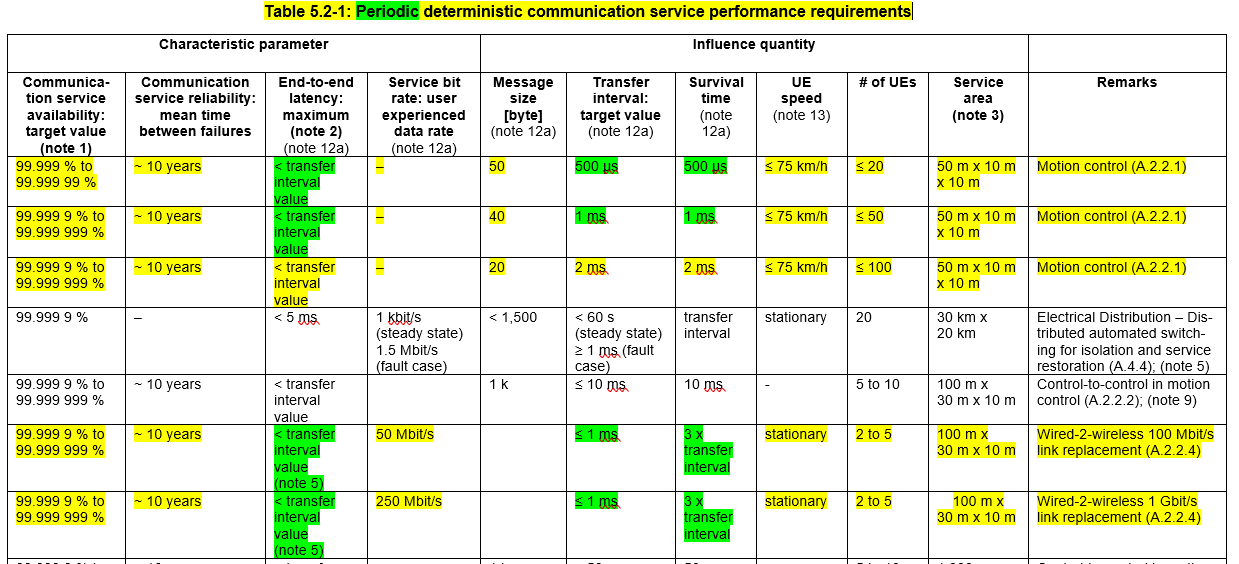 Table 5.2-1: Periodic deterministic communication service performance requirements
Characteristic parameter
Influence quantity
Communica-
tion service
availability:
target value
(note 1)
Communication
service reliability:
mean time
between failures
End-to-end
latency:
maximum
(note 2)
(note 12a)
Service bit
rate: user
experienced
data rate
(note 12a)
Message
size
[byte]
(note 12a)
Transfer
interval:
target value
(note 12a)
Survival
time
(note
12a)
UE
speed
(note 13)
# of UEs
Service
area
(note 3)
Remarks
99.999 % to
99.999 99 %
~ 10 years
< transfer
interval
value
–
50
500 μs
500 μs
≤ 75 km/h
≤ 20
50 m x 10 m
x 10 m
Motion control (A.2.2.1)
99.999 9 % to
99.999 999 %
~ 10 years
< transfer
interval
value
–
40
1 ms
1 ms
≤ 75 km/h
≤ 50
50 m x 10 m
x 10 m
Motion control (A.2.2.1)
99.999 9 % to
99.999 999 %
~ 10 years
< transfer
interval
value
–
20
2 ms
2 ms
≤ 75 km/h
≤ 100
50 m x 10 m
x 10 m
Motion control (A.2.2.1)
99.999 9 %
–
< 5 ms
1 kbit/s
(steady state)
1.5 Mbit/s
(fault case)
< 1,500
< 60 s
(steady state)
≥ 1 ms (fault
case)
transfer
interval
stationary
20
30 km x
20 km
Electrical Distribution – Dis-
tributed automated switch-
ing for isolation and service
restoration (A.4.4); (note 5)
99.999 9 % to
99.999 999 %
~ 10 years
< transfer
interval
value
1 k
≤ 10 ms
10 ms
-
5 to 10
100 m x
30 m x 10 m
Control-to-control in motion
control (A.2.2.2); (note 9)
99.999 9 % to
99.999 999 %
~ 10 years
< transfer
interval
value
(note 5)
50 Mbit/s
≤ 1 ms
3 x
transfer
interval
stationary
2 to 5
100 m x
30 m x 10 m
Wired-2-wireless 100 Mbit/s
link replacement (A.2.2.4)
99.999 9 % to
99.999 999 %
~ 10 years
< transfer
interval
value
(note 5)
250 Mbit/s
≤ 1 ms
3 x
transfer
interval
stationary
2 to 5
100 m x
30 m x 10 m
Wired-2-wireless 1 Gbit/s
link replacement (A.2.2.4)